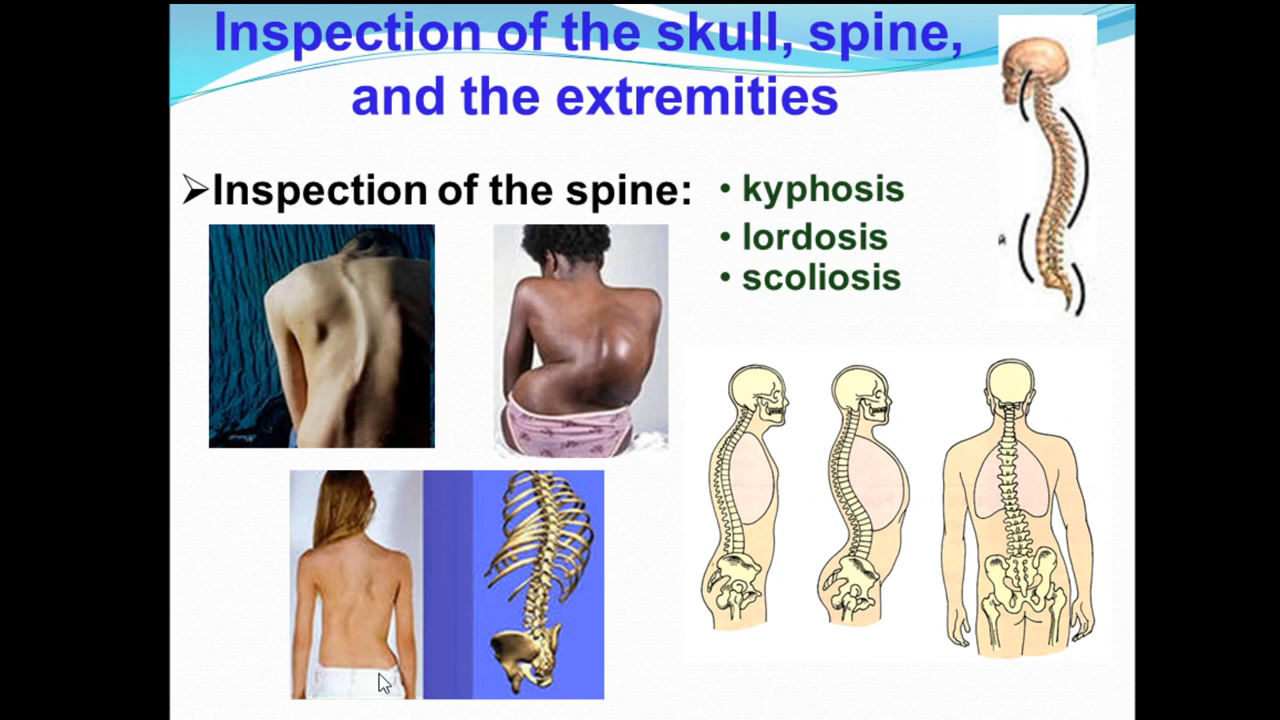 Inspection of the skull, spine,
and the extremities
➢Inspection of the spine:
• kyphosis
• lordosis
• scoliosis